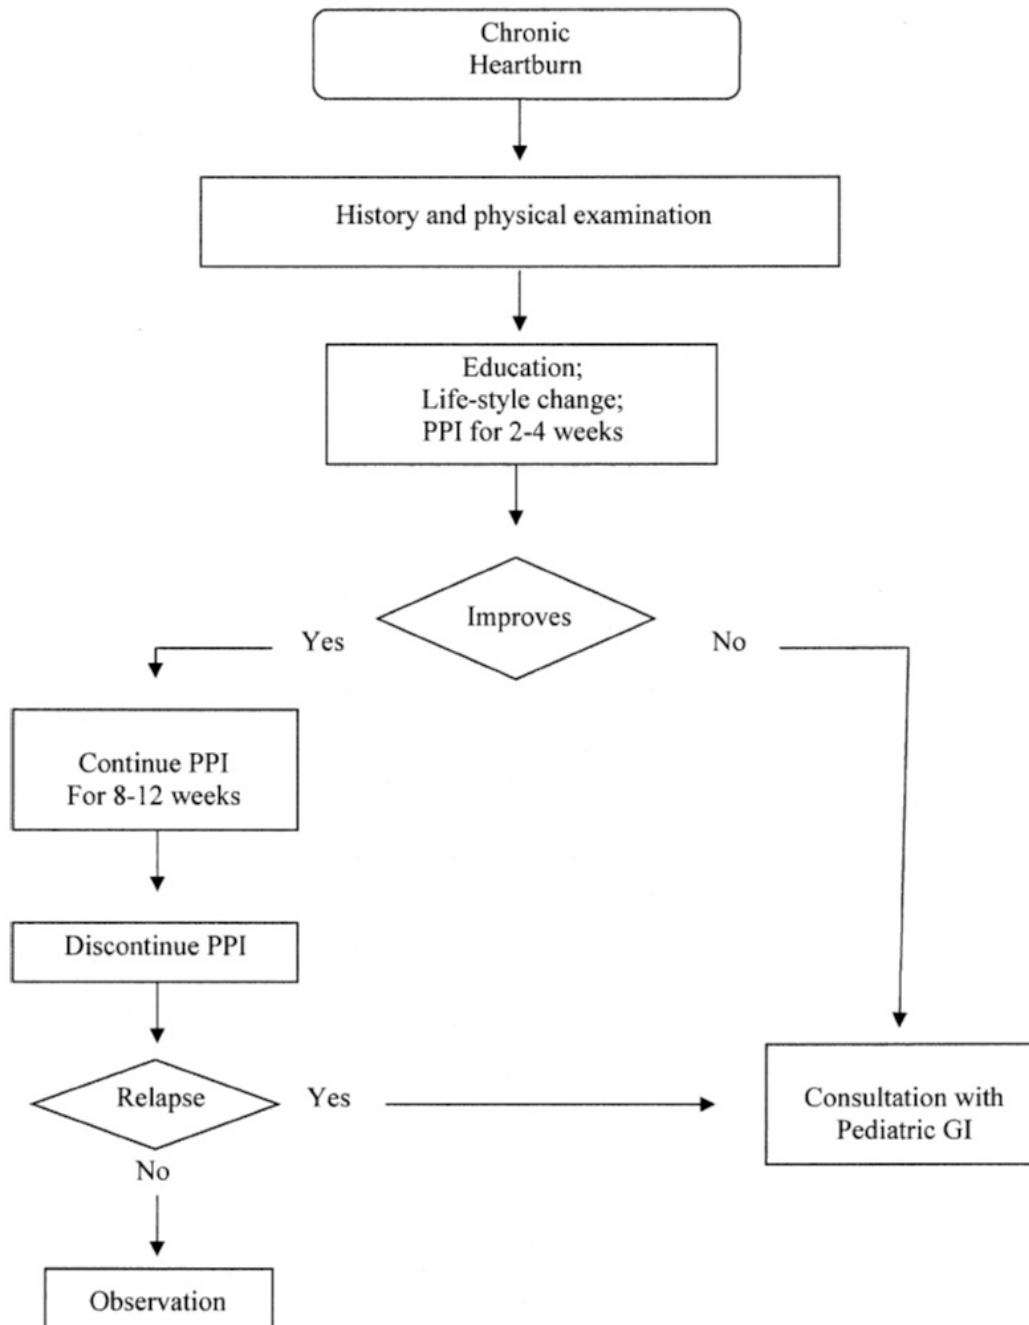 Chronic
Heartburn
History and physical examination
Education;
Life-style change;
PPI for 2-4 weeks
Improves
Yes
No
Continue PPI
For 8-12 weeks
Discontinue PPI
Relapse
Yes
Consultation with
Pediatric GI
No
Observation